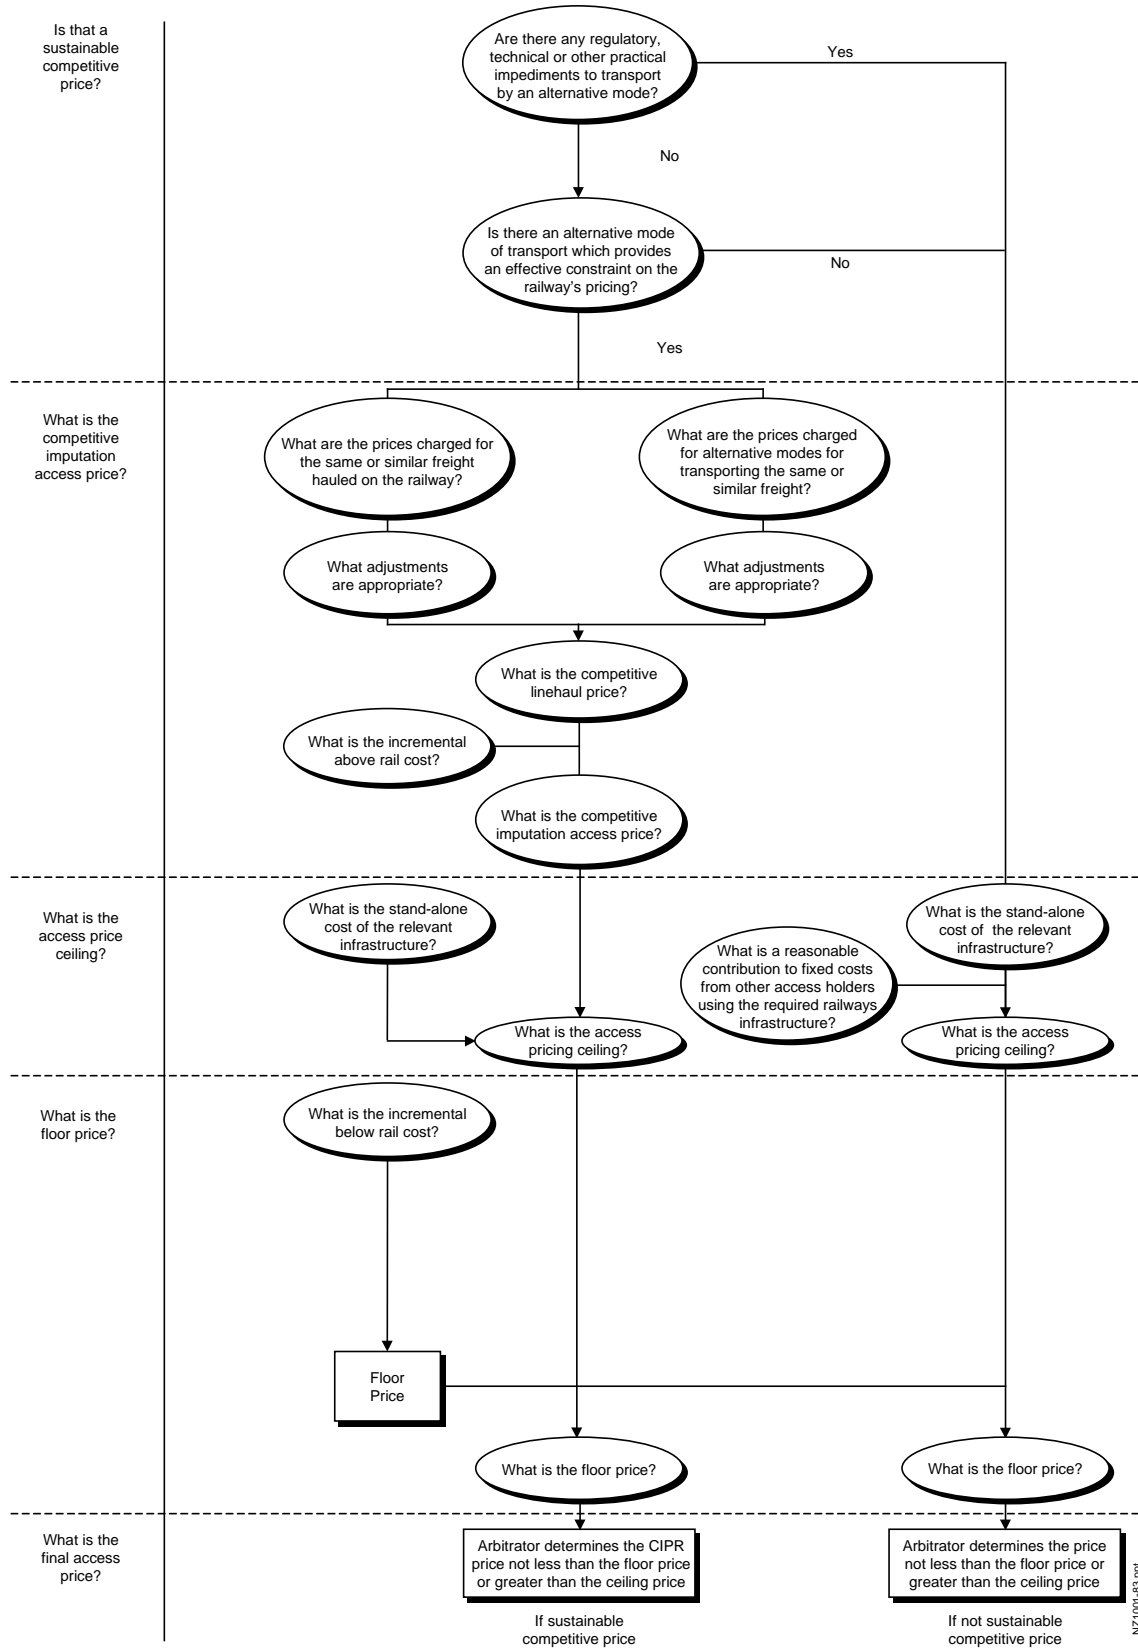 Is that a
sustainable
competitive
price?
Are there any regulatory,
technical or other practical
impediments to transport
by an alternative mode?
Yes
No
Is there an alternative mode
of transport which provides
an effective constraint on the
railway's pricing?
No
Yes
What is the
competitive
imputation
access price?
What are the prices charged for
the same or similar freight
hauled on the railway?
What are the prices charged
for alternative modes for
transporting the same or
similar freight?
What adjustments
are appropriate?
What adjustments
are appropriate?
What is the competitive
linehaul price?
What is the incremental
above rail cost?
What is the competitive
imputation access price?
What is the
access price
ceiling?
What is the stand-alone
cost of the relevant
infrastructure?
What is a reasonable
contribution to fixed costs
from other access holders
using the required railways
infrastructure?
What is the stand-alone
cost of  the relevant
infrastructure?
What is the access
pricing ceiling?
What is the access
pricing ceiling?
What is the
floor price?
What is the incremental
below rail cost?
Floor
Price
What is the floor price?
What is the floor price?
What is the
final access
price?
Arbitrator determines the CIPR
price not less than the floor price
or greater than the ceiling price
If sustainable
competitive price
Arbitrator determines the price
not less than the floor price or
greater than the ceiling price
If not sustainable
competitive price
NZ1001-83.ppt